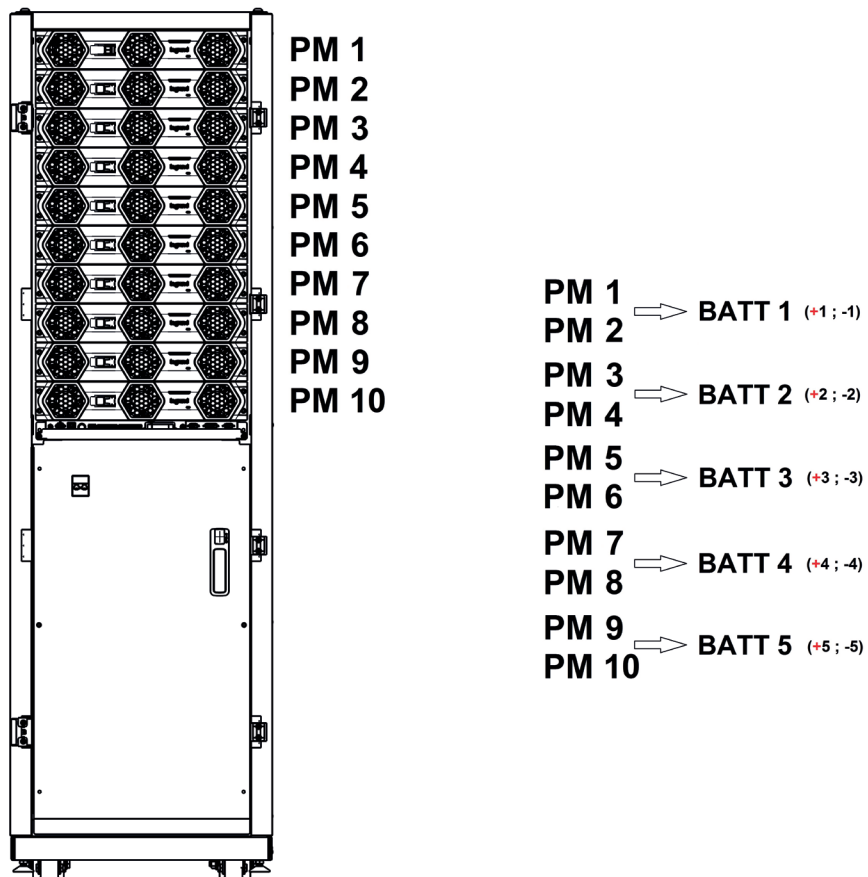 PM 1
PM 2
PM 3
PM 4
PM 5
PM 6
PM 7
PM 8
PM 9
PM 10
PM 1
PM 2
BATT 1 (+1 ; -1)
PM 3
PM 4
BATT 2 (+2 ; -2)
PM 5
PM 6
BATT 3 (+3 ; -3)
PM 7
PM 8
BATT 4 (+4 ; -4)
PM 9
PM 10
BATT 5 (+5 ; -5)